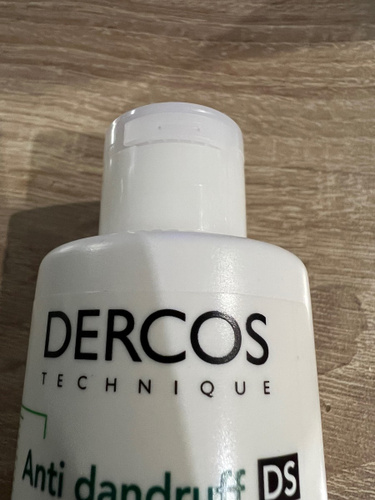 DERCOS
TECHNIQUE
Anti dandruff DS